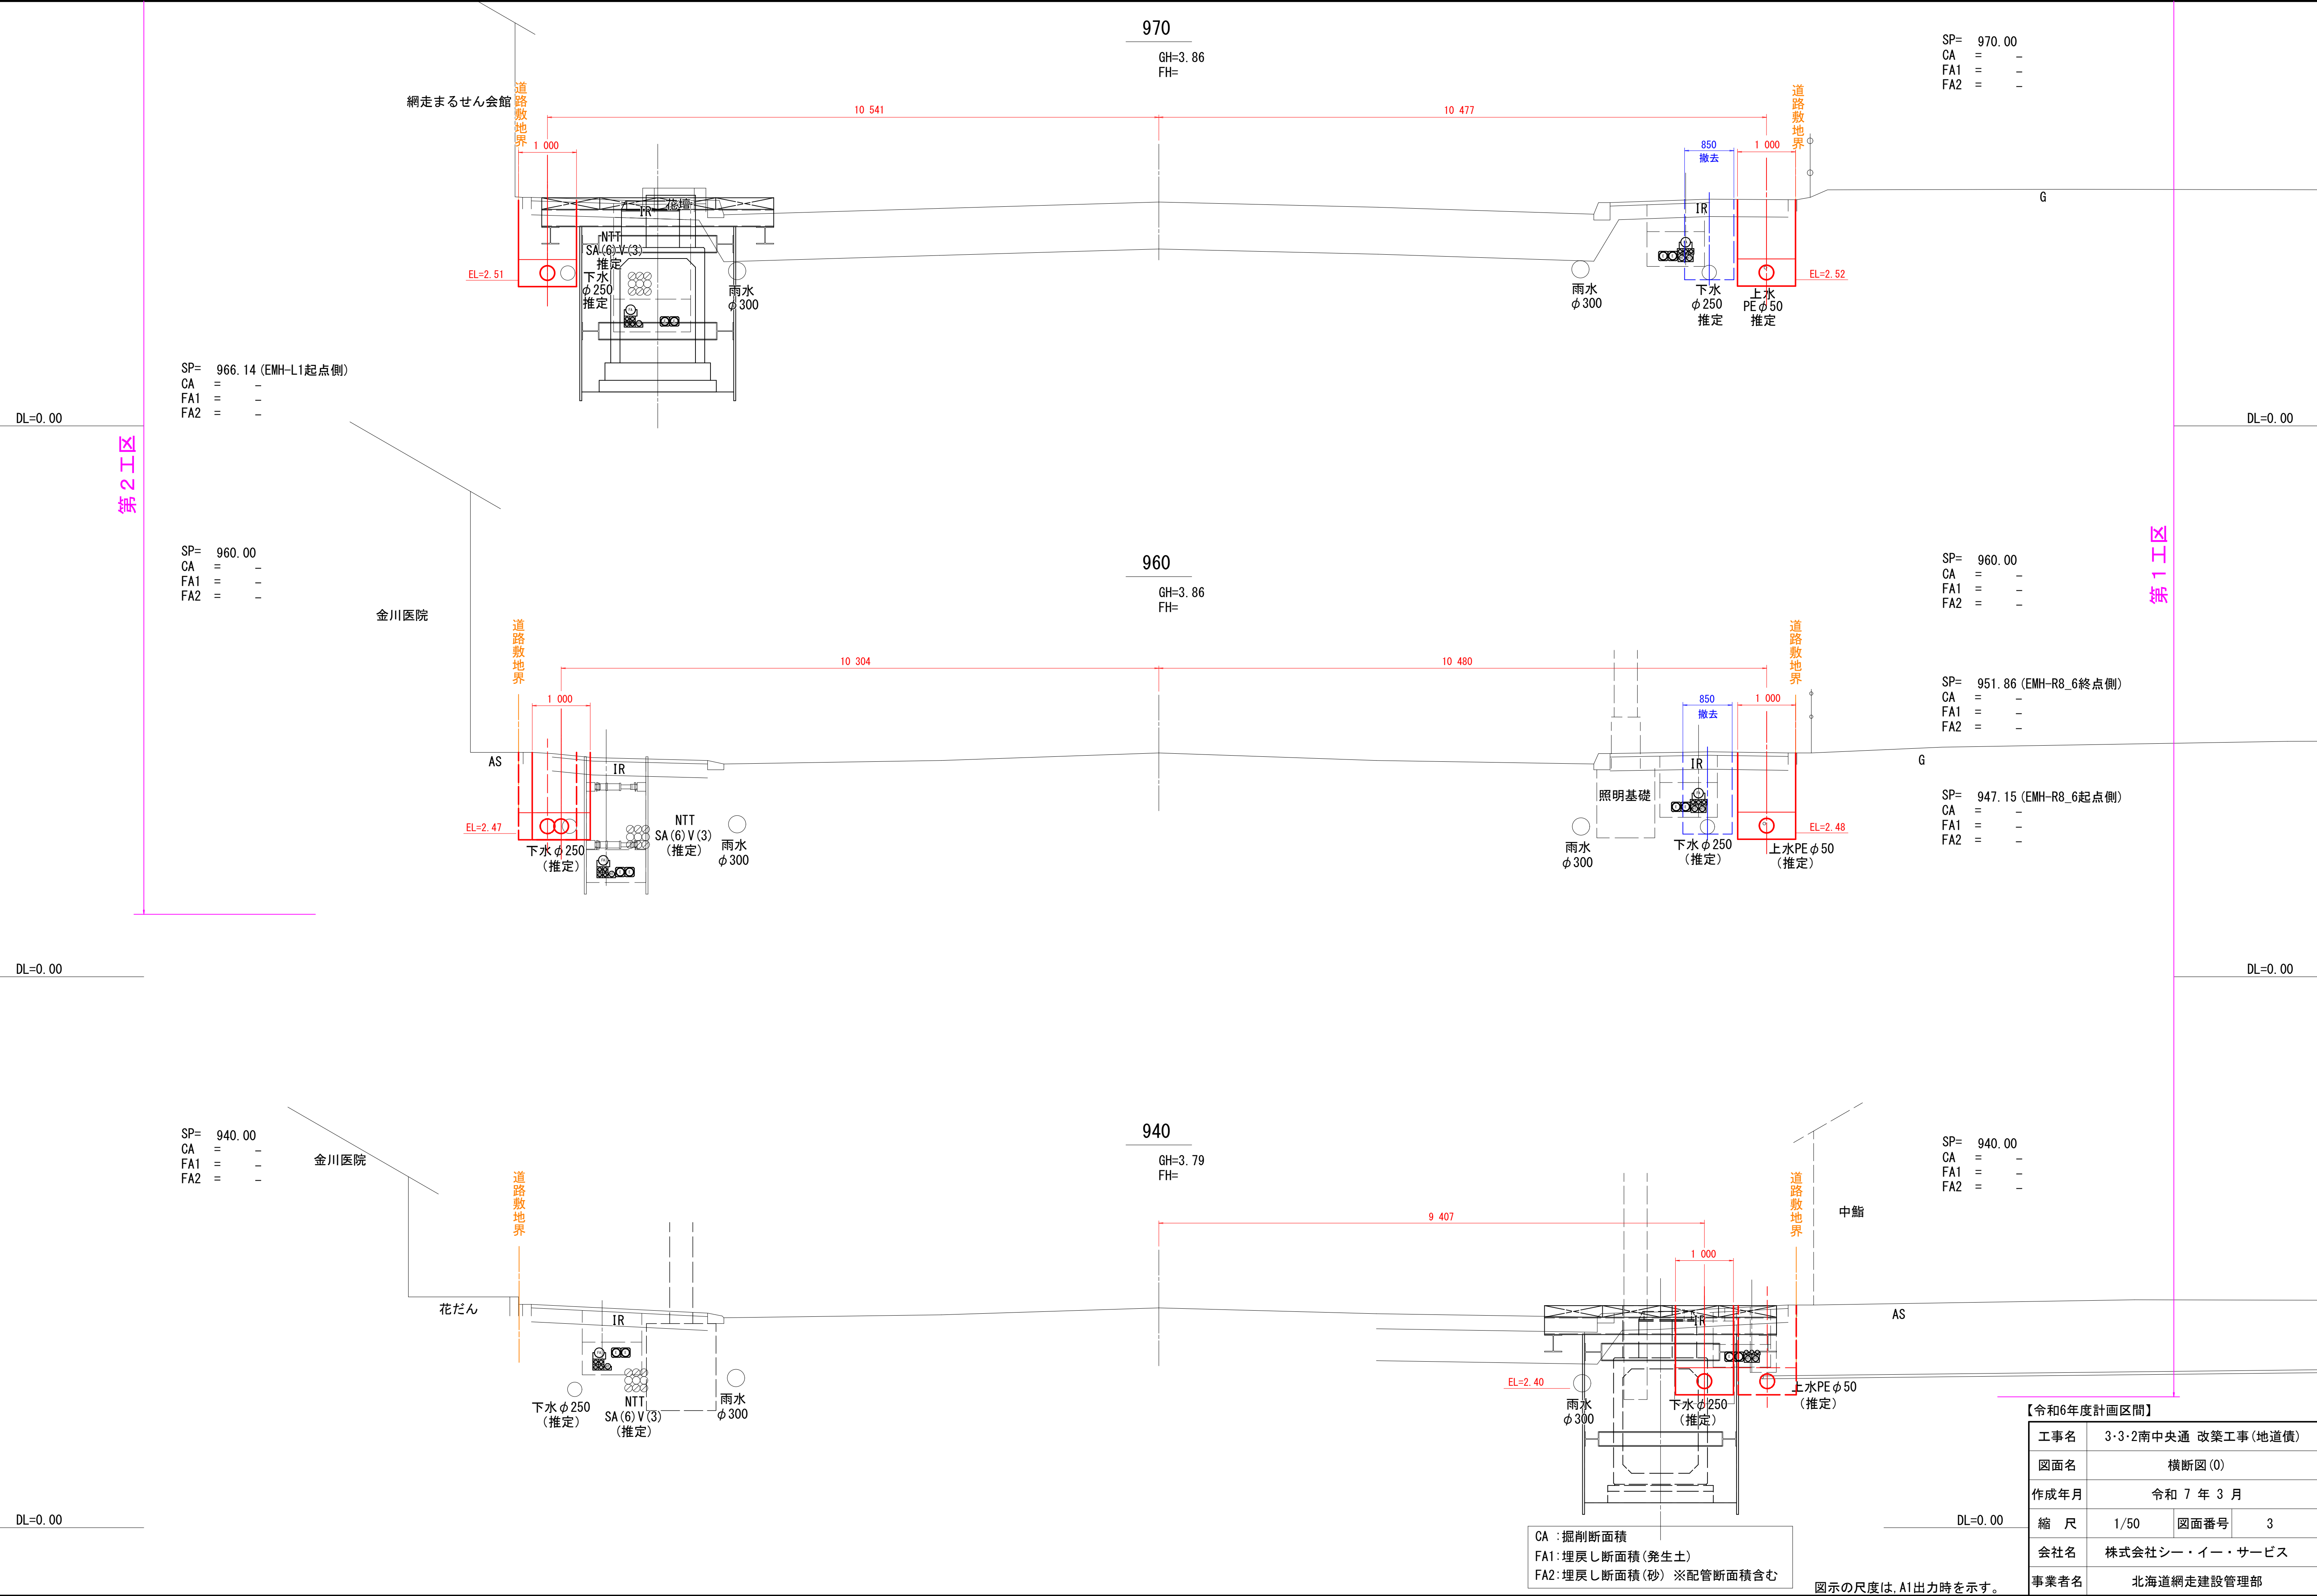 970
GH=3.86
FH=
SP= 970.00
CA = -
FA1 = -
FA2 = -
網走まるせん会館
道路敷地界
道路敷地界
10 541
10 477
1 000
850
撤去
1 000
IR
花壇
IR
G
NTT
SA(6)V(3)
推定
下水
φ250
推定
EL=2.51
雨水
φ300
雨水
φ300
下水
φ250
推定
上水
PEφ50
推定
EL=2.52
SP= 966.14(EMH-L1起点側)
CA = -
FA1 = -
FA2 = -
DL=0.00
DL=0.00
第2工区
第1工区
SP= 960.00
CA = -
FA1 = -
FA2 = -
960
GH=3.86
FH=
SP= 960.00
CA = -
FA1 = -
FA2 = -
金川医院
道路敷地界
道路敷地界
10 304
10 480
1 000
850
撤去
1 000
SP= 951.86(EMH-R8_6終点側)
CA = -
FA1 = -
FA2 = -
AS
IR
IR
G
照明基礎
SP= 947.15(EMH-R8_6起点側)
CA = -
FA1 = -
FA2 = -
EL=2.47
下水φ250
(推定)
NTT
SA(6)V(3)
(推定)
雨水
φ300
雨水
φ300
下水φ250
(推定)
上水PEφ50
(推定)
EL=2.48
DL=0.00
DL=0.00
SP= 940.00
CA = -
FA1 = -
FA2 = -
940
GH=3.79
FH=
SP= 940.00
CA = -
FA1 = -
FA2 = -
金川医院
道路敷地界
道路敷地界
中鮨
9 407
1 000
花だん
IR
IR
AS
下水φ250
(推定)
NTT
SA(6)V(3)
(推定)
雨水
φ300
EL=2.40
雨水
φ300
下水φ250
(推定)
上水PEφ50
(推定)
DL=0.00
DL=0.00
CA :掘削断面積
FA1:埋戻し断面積(発生土)
FA2:埋戻し断面積(砂) ※配管断面積含む
図示の尺度は,A1出力時を示す。
【令和6年度計画区間】
工事名 3・3・2南中央通 改築工事(地道債)
図面名 横断図(0)
作成年月 令和 7 年 3 月
縮 尺 1/50 図面番号 3
会社名 株式会社シー・イー・サービス
事業者名 北海道網走建設管理部